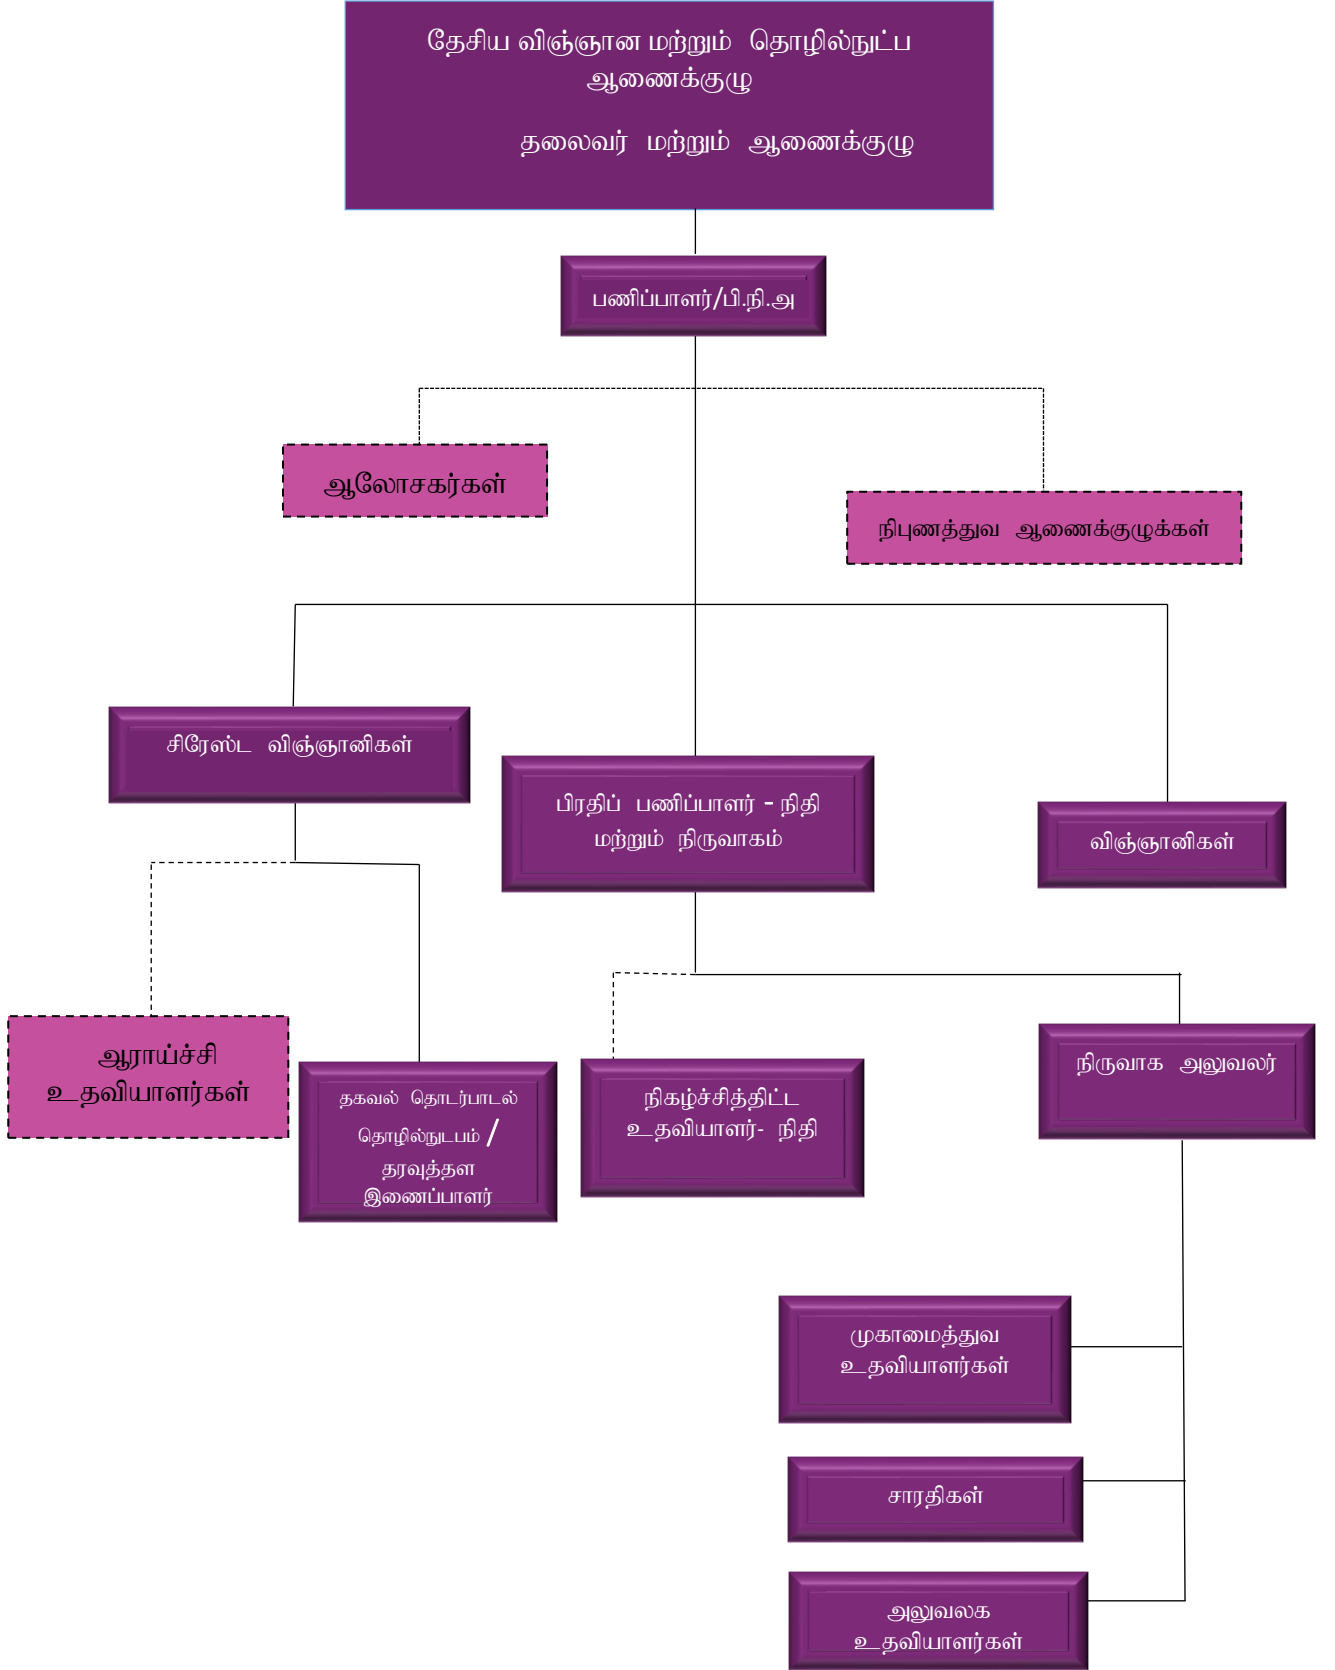 தேசிய விஞ்ஞான மற்றும் தொழில்நுட்ப
ஆணைக்குழு
தலைவர் மற்றும் ஆணைக்குழு
பணிப்பாளர்/பி.நி.அ
ஆலோசகர்கள்
நிபுணத்துவ ஆணைக்குழுக்கள்
சிரேஸ்ட விஞ்ஞானிகள்
பிரதிப் பணிப்பாளர் - நிதி
மற்றும் நிருவாகம்
விஞ்ஞானிகள்
ஆராய்ச்சி
உதவியாளர்கள்
தகவல் தொடர்பாடல்
தொழில்நுடபம் /
தரவுத்தள
இணைப்பாளர்
நிகழ்ச்சித்திட்ட
உதவியாளர்- நிதி
நிருவாக அலுவலர்
முகாமைத்துவ
உதவியாளர்கள்
சாரதிகள்
அலுவலக
உதவியாளர்கள்